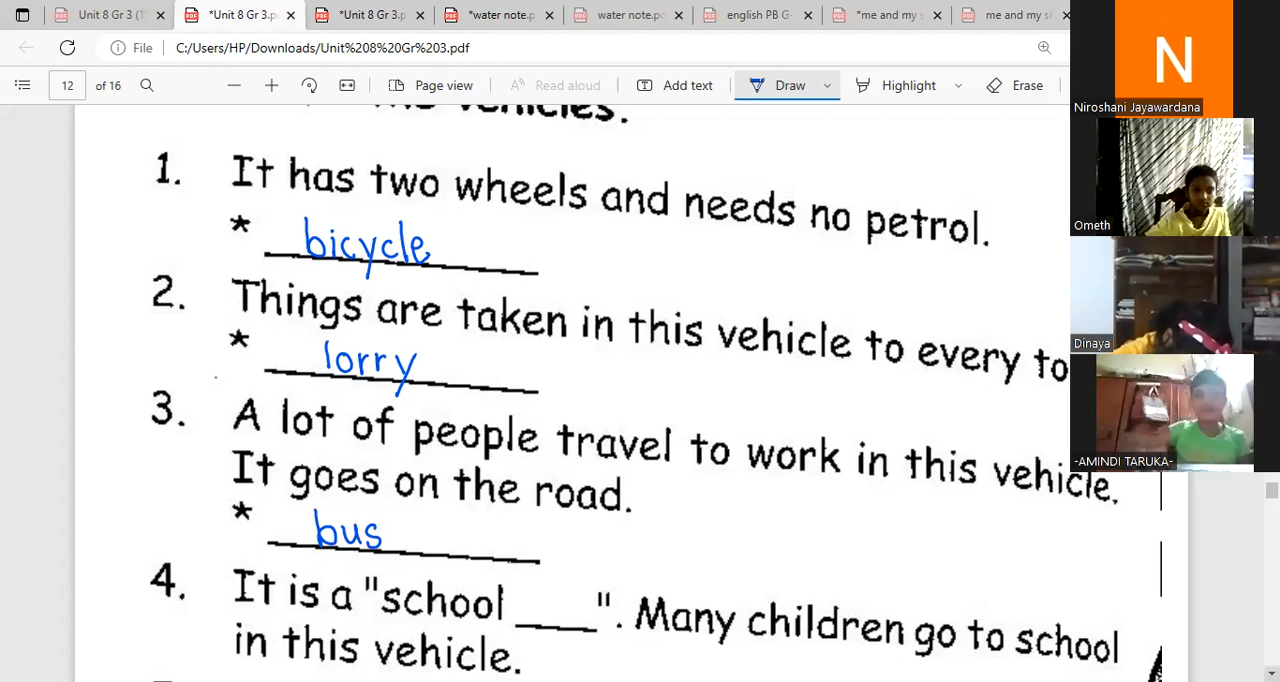 Unit 8 Gr 3 (1
*Unit 8 Gr 3.p
*Unit 8 Gr 3.p
*water note.p
water note.p
english PB G-
*me and my s
me and my s
File
C:/Users/HP/Downloads/Unit%208%20Gr%203.pdf
12 of 16
Page view
Read aloud
Add text
Draw
Highlight
Erase
vehicles.
1. It has two wheels and needs no petrol.
* bicycle
2. Things are taken in this vehicle to every to
* lorry
3. A lot of people travel to work in this vehicle.
It goes on the road.
* bus
4. It is a "school ____". Many children go to school
in this vehicle.
N
Niroshani Jayawardana
Ometh
Dinaya
-AMINDI TARUKA-